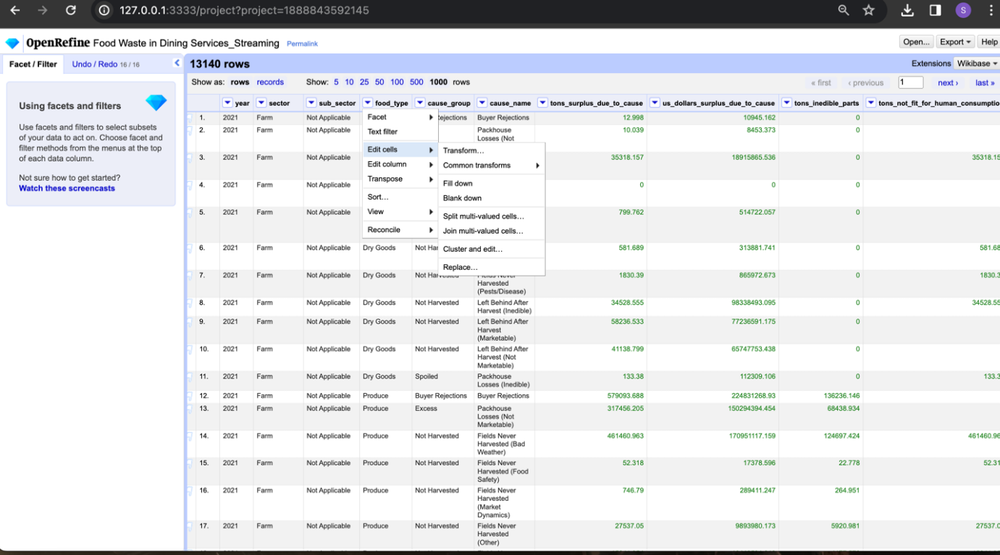 127.0.0.1:3333/project?project=1888843592145
S
OpenRefine Food Waste in Dining Services_Streaming Permalink
Open... Export Help
Facet / Filter Undo / Redo 16 / 16
13140 rows
Extensions Wikibase
Show as: rows records Show: 5 10 25 50 100 500 1000 rows
« first ‹ previous 1 next › last »
Using facets and filters
Use facets and filters to select subsets
of your data to act on. Choose facet and
filter methods from the menus at the top
of each data column.
Not sure how to get started?
Watch these screencasts
year sector sub_sector food_type cause_group cause_name tons_surplus_due_to_cause us_dollars_surplus_due_to_cause tons_inedible_parts tons_not_fit_for_human_consumptio
1. 2021 Farm Not Applicable ejections Buyer Rejections 12.998 10945.162 0
2. 2021 Farm Not Applicable Packhouse 10.039 8453.373 0
Losses (Not
3. 2021 Farm Not Applicable 35318.157 18915865.536 0 35318.15
4. 2021 Farm Not Applicable 0 0 0
5. 2021 Farm Not Applicable 799.762 514722.057 0
6. 2021 Farm Not Applicable Dry Goods Not Har 581.689 313881.741 0 581.68
7. 2021 Farm Not Applicable Dry Goods 1830.39 865972.673 0 1830.3
Harvested
(Pests/Disease)
8. 2021 Farm Not Applicable Dry Goods Not Harvested Left Behind After 34528.555 98338493.095 0 34528.55
Harvest (Inedible)
9. 2021 Farm Not Applicable Dry Goods Not Harvested Left Behind After 58236.533 77236591.175 0
Harvest
(Marketable)
10. 2021 Farm Not Applicable Dry Goods Not Harvested Left Behind After 41138.799 65747753.438 0
Harvest (Not
Marketable)
11. 2021 Farm Not Applicable Dry Goods Spoiled Packhouse 133.38 112309.106 0 133.3
Losses (Inedible)
12. 2021 Farm Not Applicable Produce Buyer Rejections Buyer Rejections 579093.688 224831268.93 136236.146
13. 2021 Farm Not Applicable Produce Excess Packhouse 317456.205 150294394.454 68438.934
Losses (Not
Marketable)
14. 2021 Farm Not Applicable Produce Not Harvested Fields Never 461460.963 170951117.159 124697.424 461460.96
Harvested (Bad
Weather)
15. 2021 Farm Not Applicable Produce Not Harvested Fields Never 52.318 17378.596 22.778 52.31
Harvested (Food
Safety)
16. 2021 Farm Not Applicable Produce Not Harvested Fields Never 746.79 289411.247 264.951
Harvested
(Market
Dynamics)
17. 2021 Farm Not Applicable Produce Not Harvested Fields Never 27537.05 9893980.173 5920.981 27537.0
Harvested
(Other)
Facet
Text filter
Edit cells
Edit column
Transpose
Sort...
View
Reconcile
Transform...
Common transforms
Fill down
Blank down
Split multi-valued cells...
Join multi-valued cells...
Cluster and edit...
Replace...